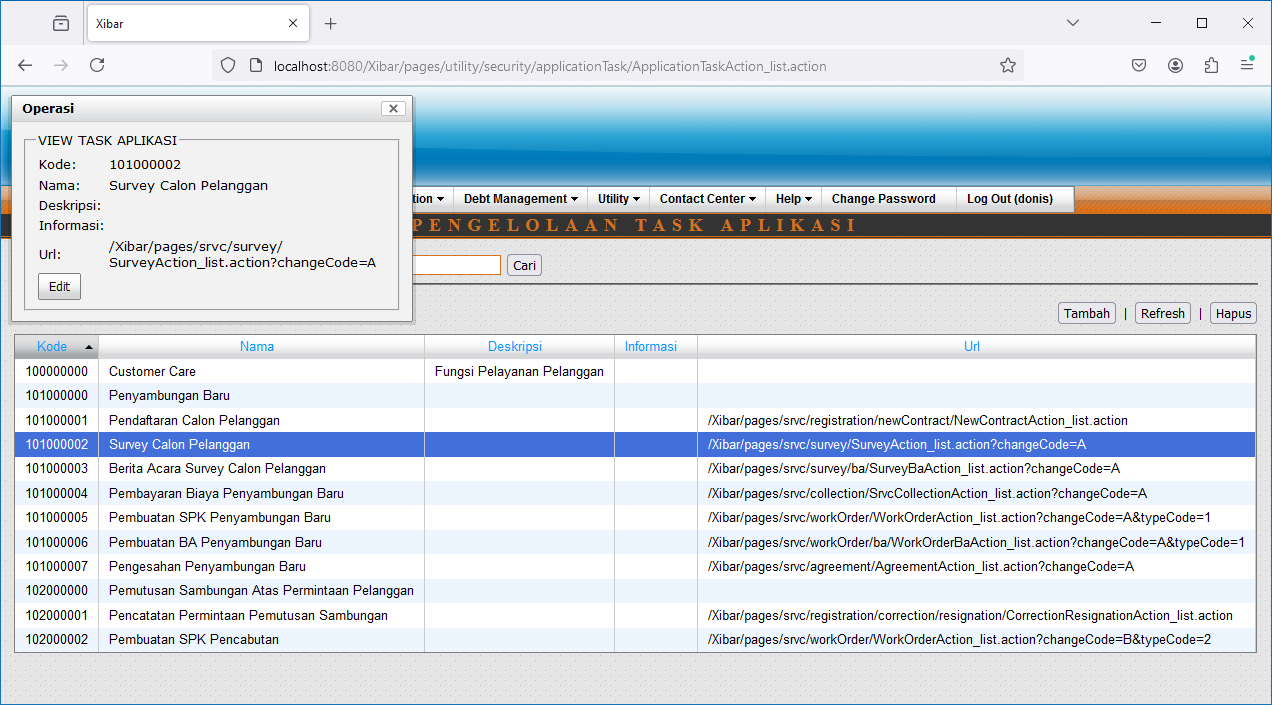 Xibar
localhost:8080/Xibar/pages/utility/security/applicationTask/ApplicationTaskAction_list.action
Operasi
VIEW TASK APLIKASI
Kode: 101000002
Nama: Survey Calon Pelanggan
Deskripsi:
Informasi:
Url: /Xibar/pages/srvc/survey/
SurveyAction_list.action?changeCode=A
Edit
tion Debt Management Utility Contact Center Help Change Password Log Out (donis)
PENGELOLAAN TASK APLIKASI
Cari
Tambah | Refresh | Hapus
Kode Nama Deskripsi Informasi Url
100000000 Customer Care Fungsi Pelayanan Pelanggan
101000000 Penyambungan Baru
101000001 Pendaftaran Calon Pelanggan /Xibar/pages/srvc/registration/newContract/NewContractAction_list.action
101000002 Survey Calon Pelanggan /Xibar/pages/srvc/survey/SurveyAction_list.action?changeCode=A
101000003 Berita Acara Survey Calon Pelanggan /Xibar/pages/srvc/survey/ba/SurveyBaAction_list.action?changeCode=A
101000004 Pembayaran Biaya Penyambungan Baru /Xibar/pages/srvc/collection/SrvcCollectionAction_list.action?changeCode=A
101000005 Pembuatan SPK Penyambungan Baru /Xibar/pages/srvc/workOrder/WorkOrderAction_list.action?changeCode=A&typeCode=1
101000006 Pembuatan BA Penyambungan Baru /Xibar/pages/srvc/workOrder/ba/WorkOrderBaAction_list.action?changeCode=A&typeCode=1
101000007 Pengesahan Penyambungan Baru /Xibar/pages/srvc/agreement/AgreementAction_list.action?changeCode=A
102000000 Pemutusan Sambungan Atas Permintaan Pelanggan
102000001 Pencatatan Permintaan Pemutusan Sambungan /Xibar/pages/srvc/registration/correction/resignation/CorrectionResignationAction_list.action
102000002 Pembuatan SPK Pencabutan /Xibar/pages/srvc/workOrder/WorkOrderAction_list.action?changeCode=B&typeCode=2